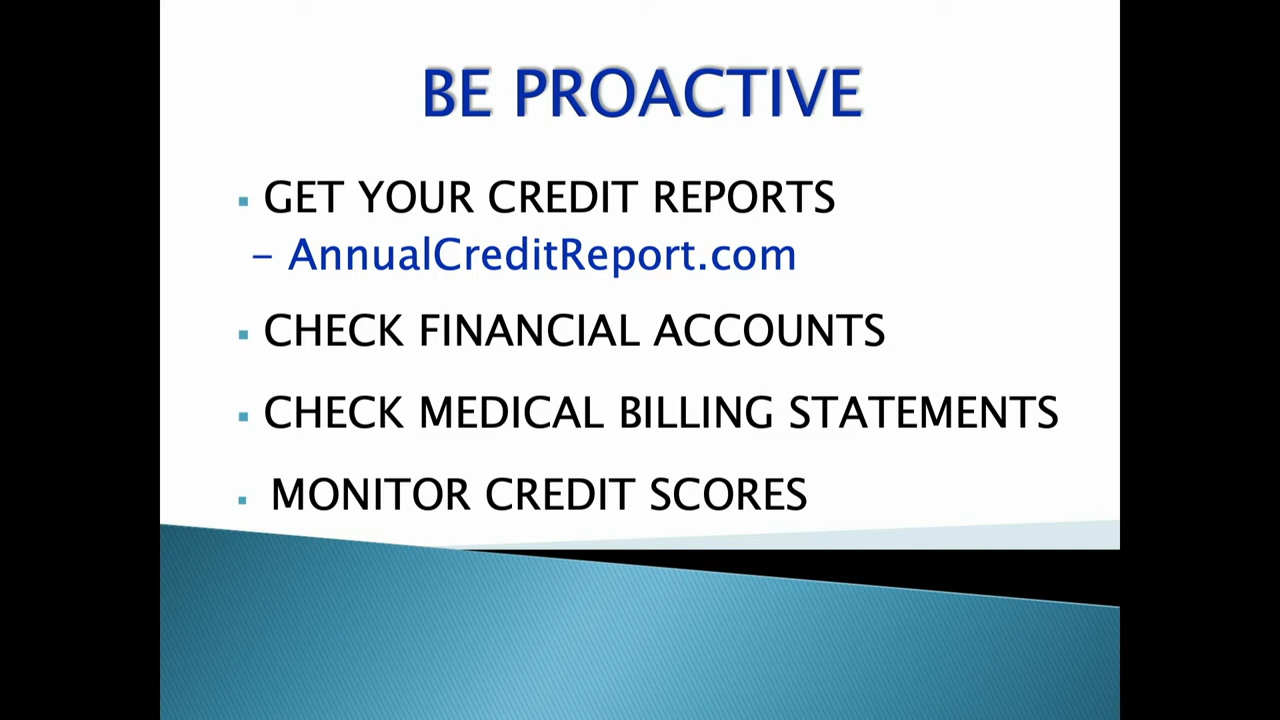 BE PROACTIVE
▪ GET YOUR CREDIT REPORTS
– AnnualCreditReport.com
▪ CHECK FINANCIAL ACCOUNTS
▪ CHECK MEDICAL BILLING STATEMENTS
▪ MONITOR CREDIT SCORES